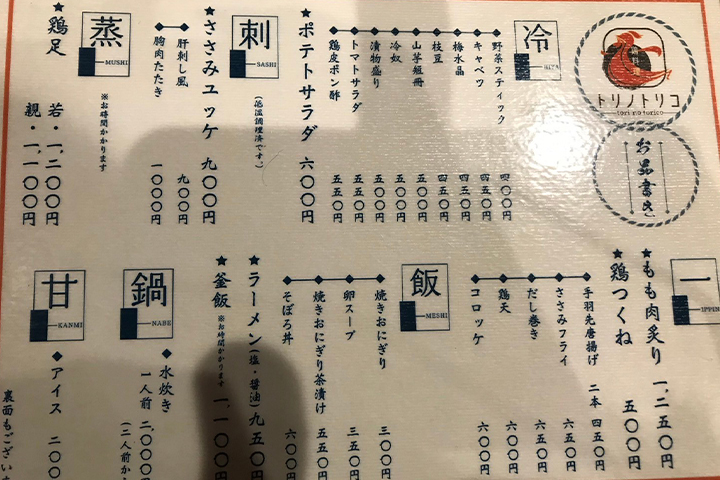 トリノトリコ
tori no torico
お品書き
冷
野菜スティック 四〇〇円
キャベツ 四五〇円
梅水晶 四五〇円
枝豆 四五〇円
山芋短冊 五〇〇円
冷奴 五〇〇円
漬物盛り 五〇〇円
トマトサラダ 五五〇円
鶏皮ポン酢 五五〇円
★ポテトサラダ 六〇〇円
刺 SASHI
(低温調理済です。)
★ささみユッケ 九〇〇円
肝刺し風 九〇〇円
胸肉たたき 一〇〇〇円
蒸 MUSHI
※お時間かかります
★鶏足 若・一、二〇〇円
親・一、一〇〇円
一 IPPIN
★もも肉炙り 一、二五〇円
★鶏つくね 五〇〇円
手羽先唐揚げ 二本 四五〇円
ささみフライ 六〇〇円
だし巻き 六五〇円
鶏天 六〇〇円
コロッケ 六〇〇円
飯 MESHI
焼きおにぎり 三〇〇円
卵スープ 三五〇円
焼きおにぎり茶漬け 五五〇円
そぼろ丼 六〇〇円
★ラーメン(塩・醤油)九五〇円
★釜飯 ※お時間かかります 一、一〇〇円
鍋 NABE
水炊き
一人前 二、〇〇〇円
(二人前か
甘 KANMI
アイス 二〇〇
裏面もござい